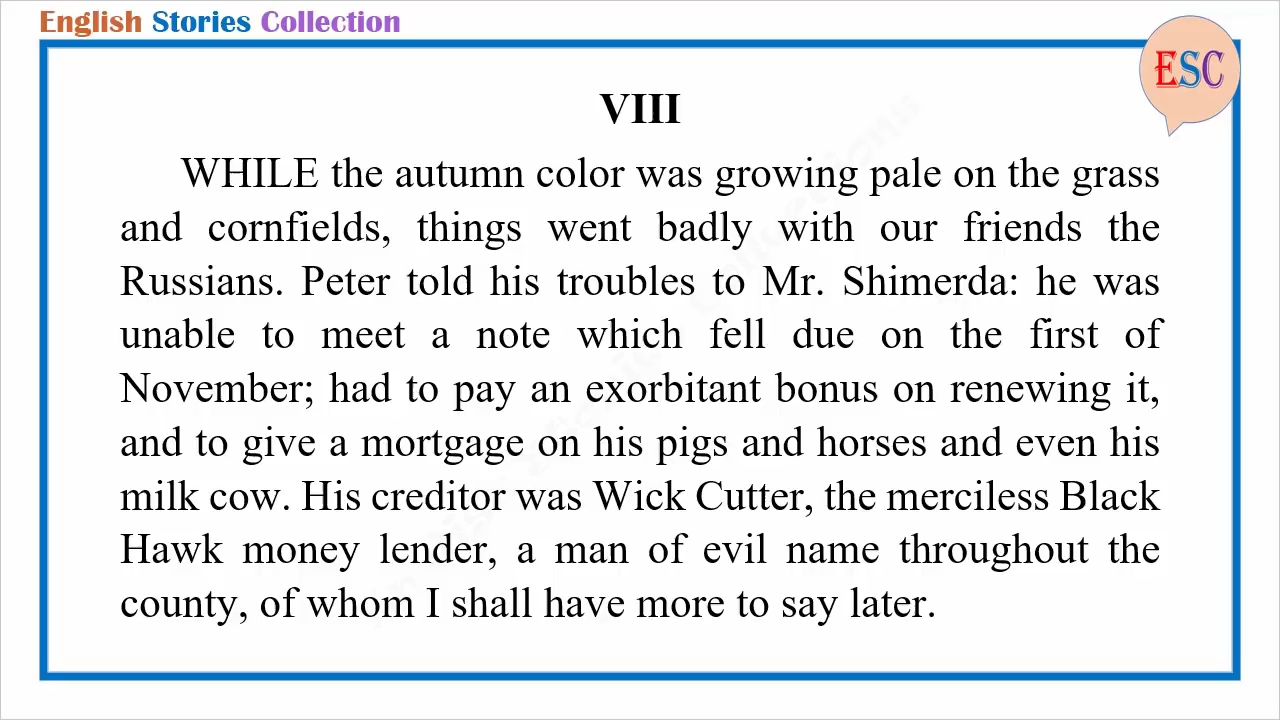 English Stories Collection
ESC
VIII
WHILE the autumn color was growing pale on the grass
and cornfields, things went badly with our friends the
Russians. Peter told his troubles to Mr. Shimerda: he was
unable to meet a note which fell due on the first of
November; had to pay an exorbitant bonus on renewing it,
and to give a mortgage on his pigs and horses and even his
milk cow. His creditor was Wick Cutter, the merciless Black
Hawk money lender, a man of evil name throughout the
county, of whom I shall have more to say later.